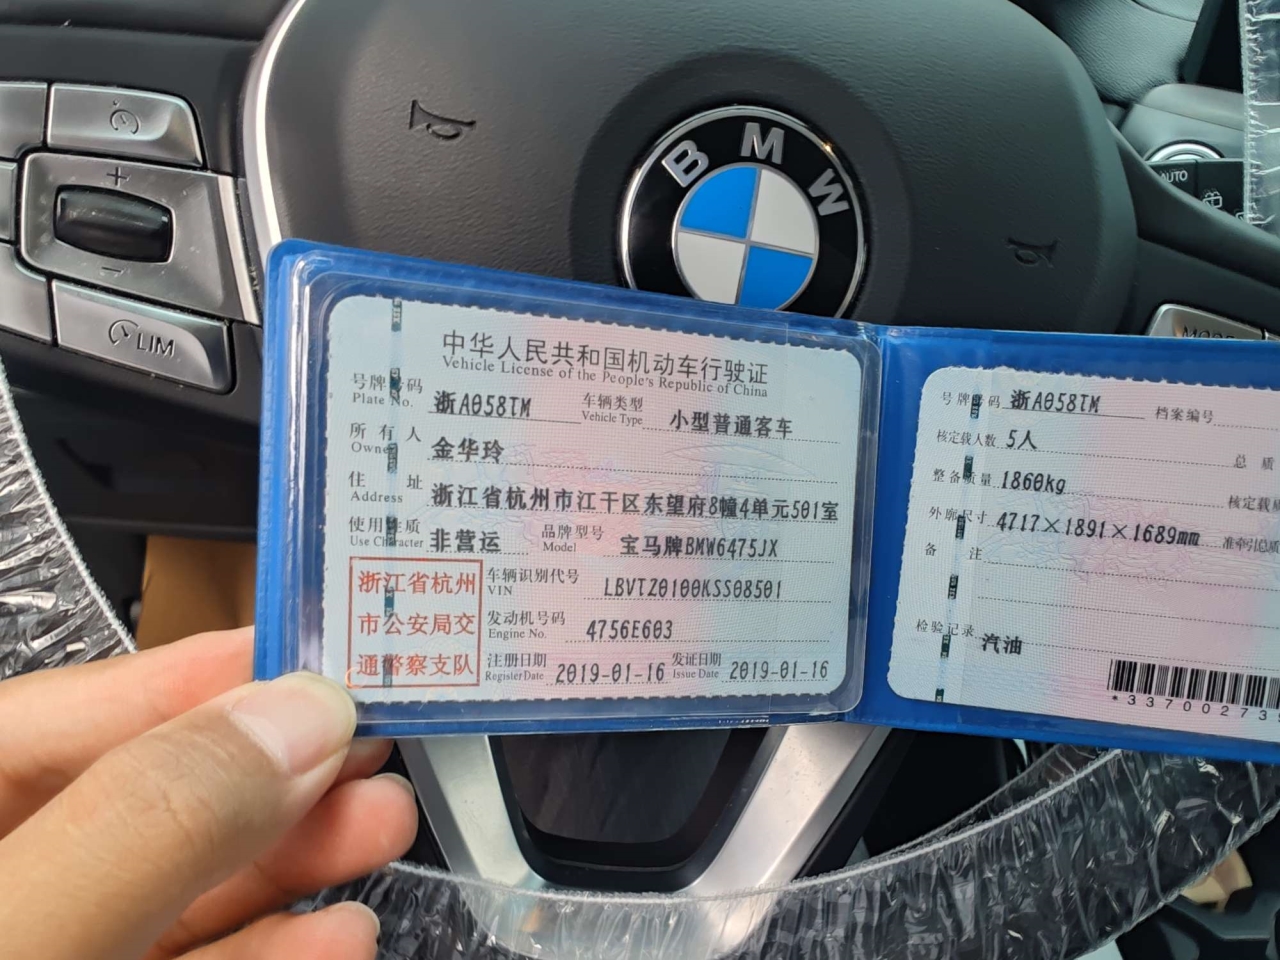 BMW
LIM
AUTO
中华人民共和国机动车行驶证
Vehicle License of the People's Republic of China
号牌号码 浙A058TM 车辆类型 小型普通客车
Plate No. Vehicle Type
所有人 金华玲
Owner
住址 浙江省杭州市江干区东望府8幢4单元501室
Address
使用性质 非营运 品牌型号 宝马牌BMW6475JX
Use Character Model
浙江省杭州
市公安局交
通警察支队
车辆识别代号 LBVTZ0100KSS08501
VIN
发动机号码 4756E603
Engine No.
注册日期 2019-01-16 发证日期 2019-01-16
Register Date Issue Date
号牌号码 浙A058TM 档案编号
核定载人数 5人 总质
整备质量 1860kg 核定载质
外廓尺寸 4717×1891×1689mm 准牵引总质
备注
检验记录 汽油
*33700273